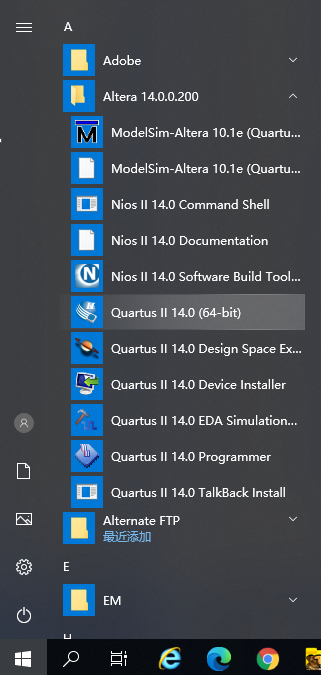 A
Adobe
Altera 14.0.0.200
ModelSim-Altera 10.1e (Quartu...
ModelSim-Altera 10.1e (Quartu...
Nios II 14.0 Command Shell
Nios II 14.0 Documentation
Nios II 14.0 Software Build Tool...
Quartus II 14.0 (64-bit)
Quartus II 14.0 Design Space Ex...
Quartus II 14.0 Device Installer
Quartus II 14.0 EDA Simulation...
Quartus II 14.0 Programmer
Quartus II 14.0 TalkBack Install
Alternate FTP
最近添加
E
EM
H